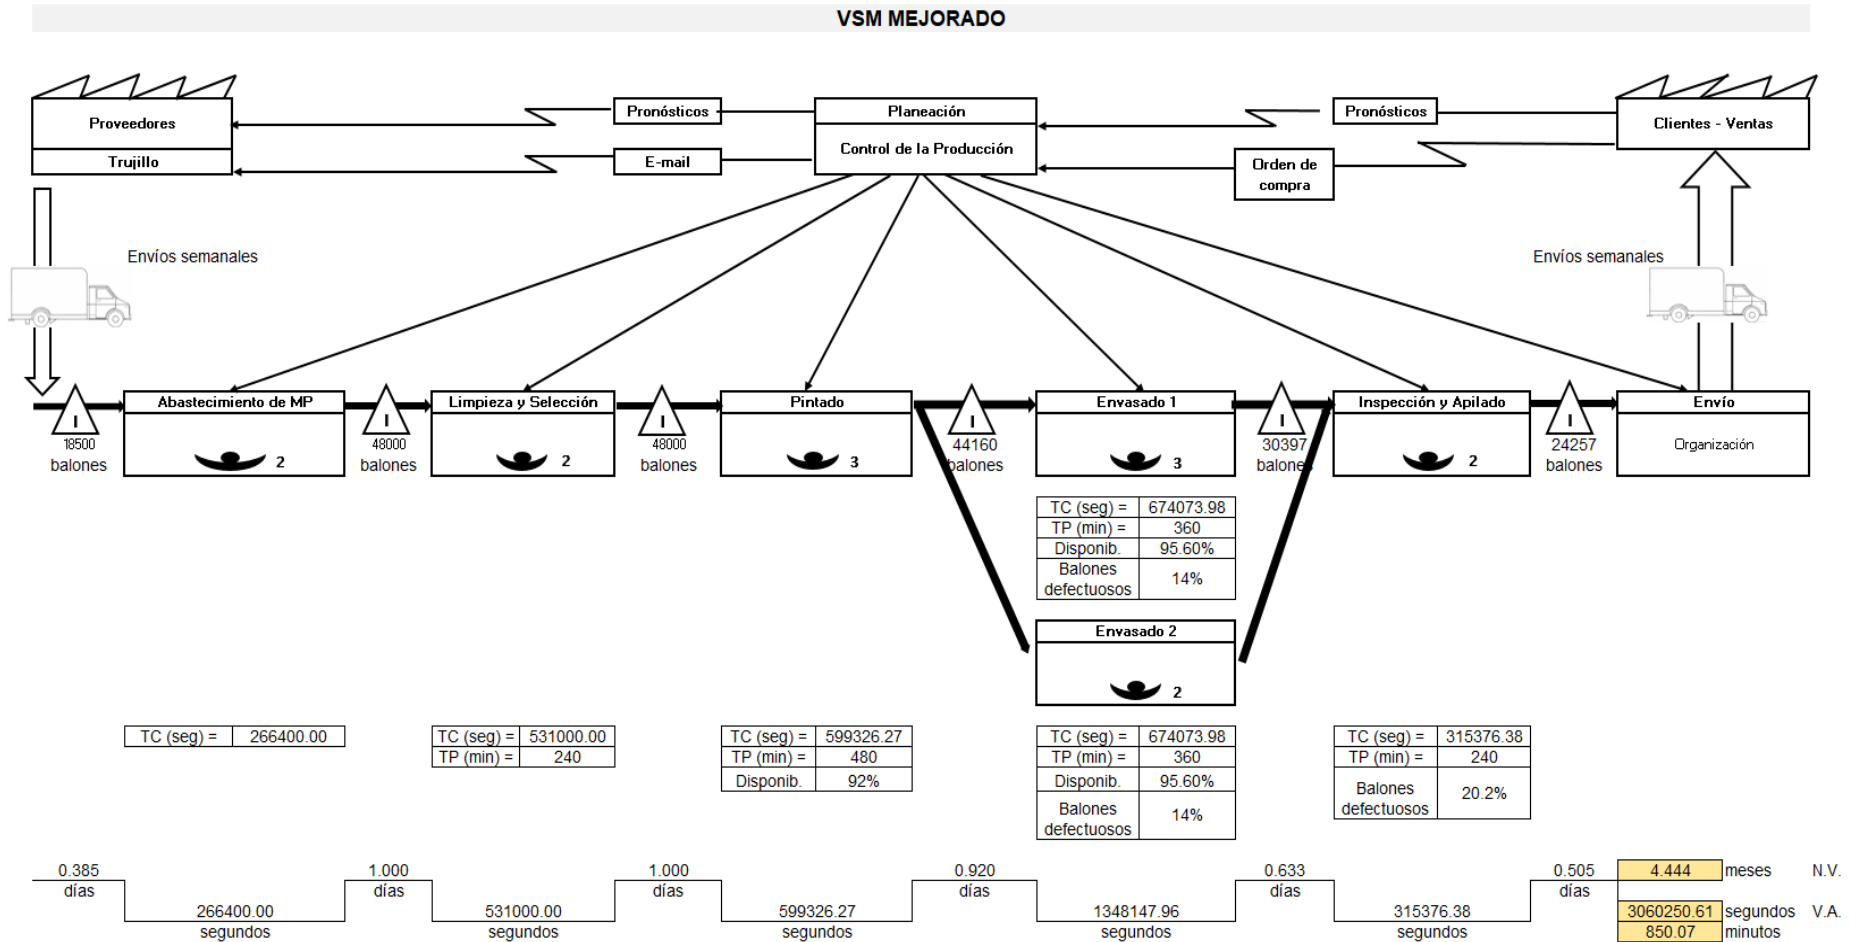 VSM MEJORADO
Proveedores
Trujillo
Pronósticos
E-mail
Planeación
Control de la Producción
Pronósticos
Orden de
compra
Clientes - Ventas
Envíos semanales
Envíos semanales
I
18500
balones
Abastecimiento de MP
2
I
48000
balones
Limpieza y Selección
2
I
48000
balones
Pintado
3
I
44160
balones
Envasado 1
3
I
30397
balones
Inspección y Apilado
2
I
24257
balones
Envío
Organización
TC (seg) = 674073.98
TP (min) = 360
Disponib. 95.60%
Balones
defectuosos 14%
Envasado 2
2
TC (seg) = 266400.00
TC (seg) = 531000.00
TP (min) = 240
TC (seg) = 599326.27
TP (min) = 480
Disponib. 92%
TC (seg) = 674073.98
TP (min) = 360
Disponib. 95.60%
Balones
defectuosos 14%
TC (seg) = 315376.38
TP (min) = 240
Balones
defectuosos 20.2%
0.385
días
266400.00
segundos
1.000
días
531000.00
segundos
1.000
días
599326.27
segundos
0.920
días
1348147.96
segundos
0.633
días
315376.38
segundos
0.505
días
4.444 meses N.V.
3060250.61 segundos V.A.
850.07 minutos